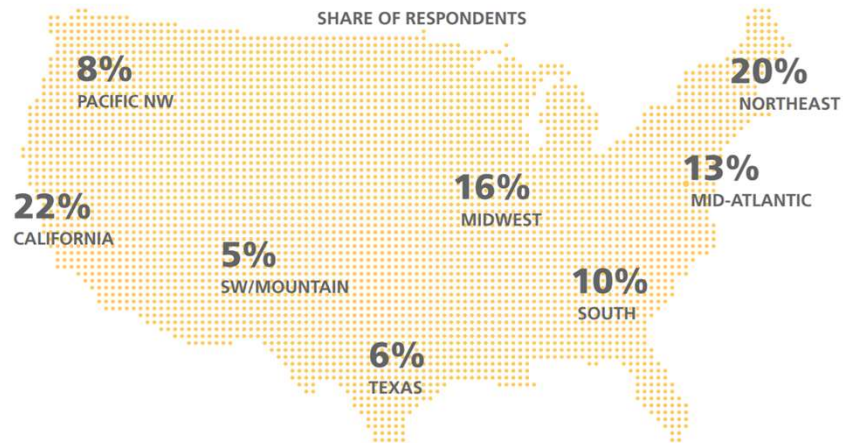 SHARE OF RESPONDENTS
8%
PACIFIC NW
20%
NORTHEAST
13%
MID-ATLANTIC
16%
MIDWEST
22%
CALIFORNIA
5%
SW/MOUNTAIN
10%
SOUTH
6%
TEXAS